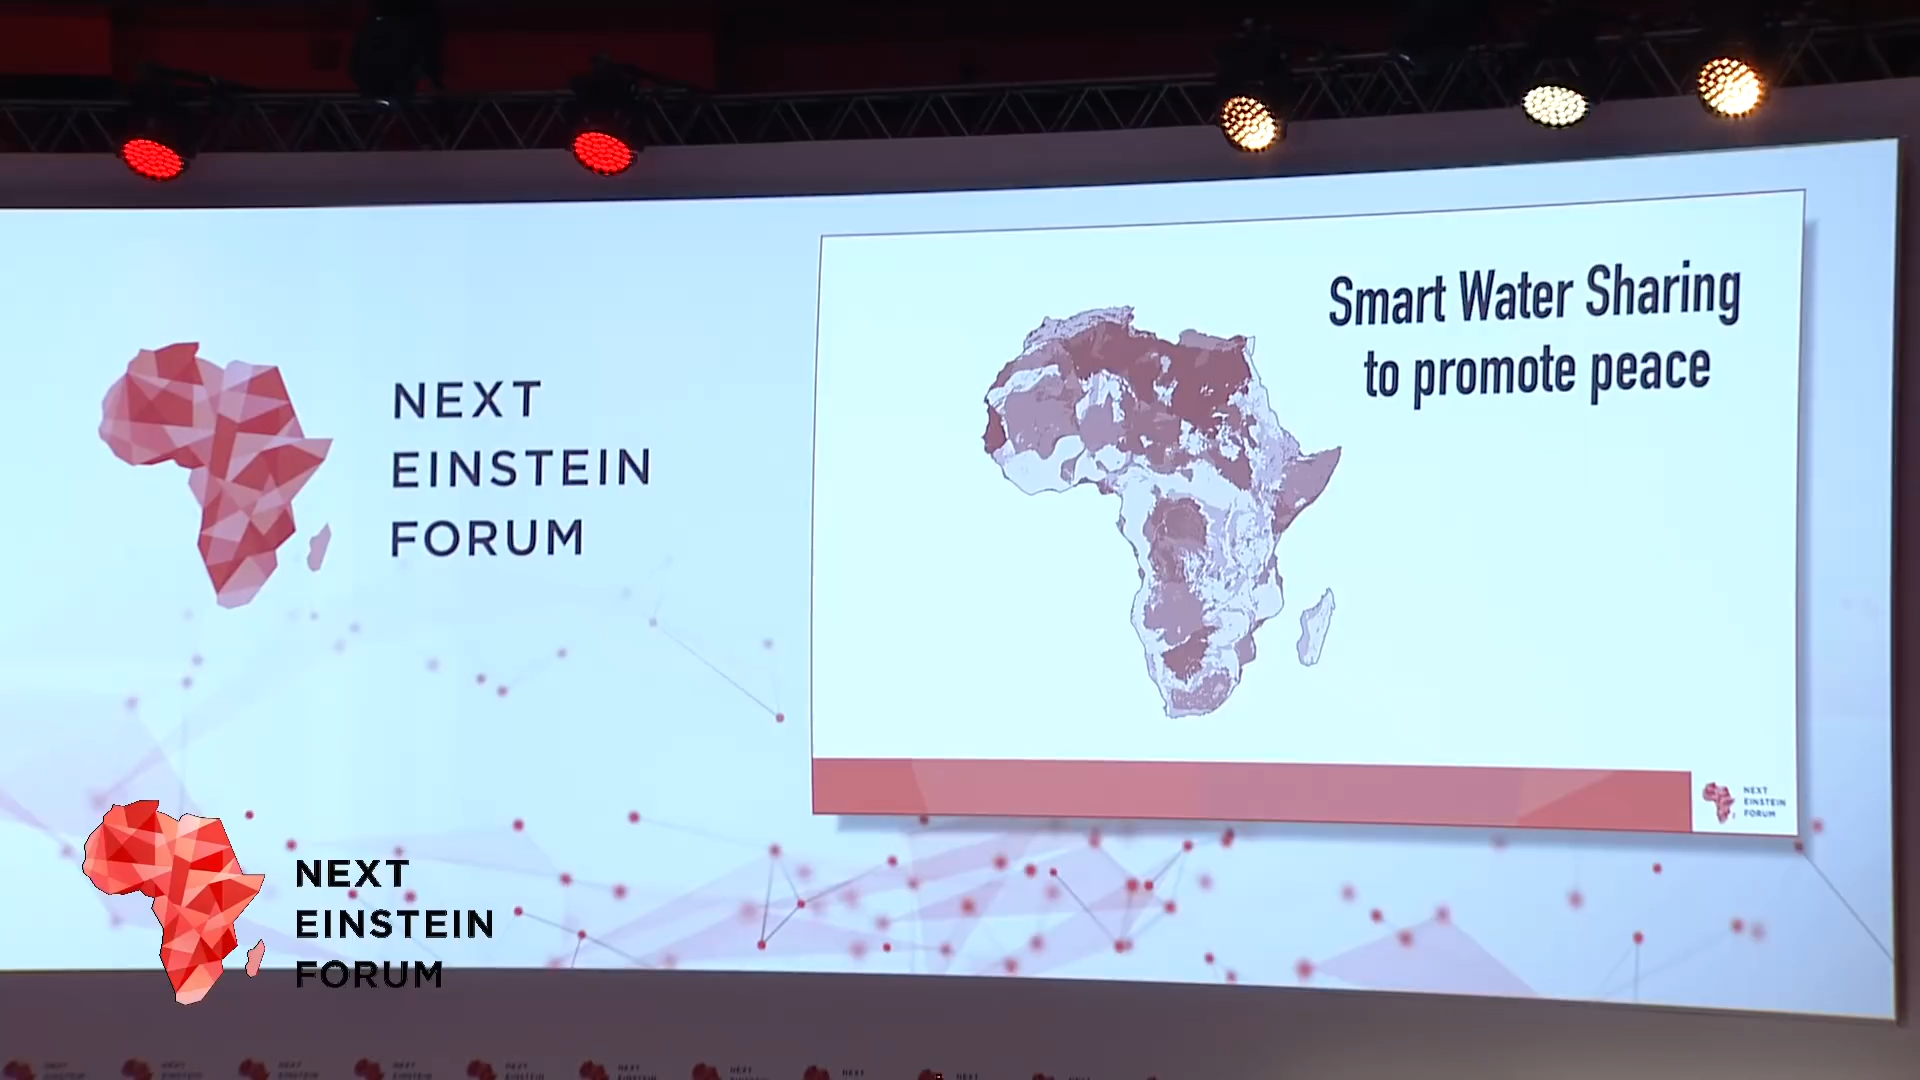 NEXT
EINSTEIN
FORUM
Smart Water Sharing
to promote peace
NEXT
EINSTEIN
FORUM
NEXT
EINSTEIN
FORUM